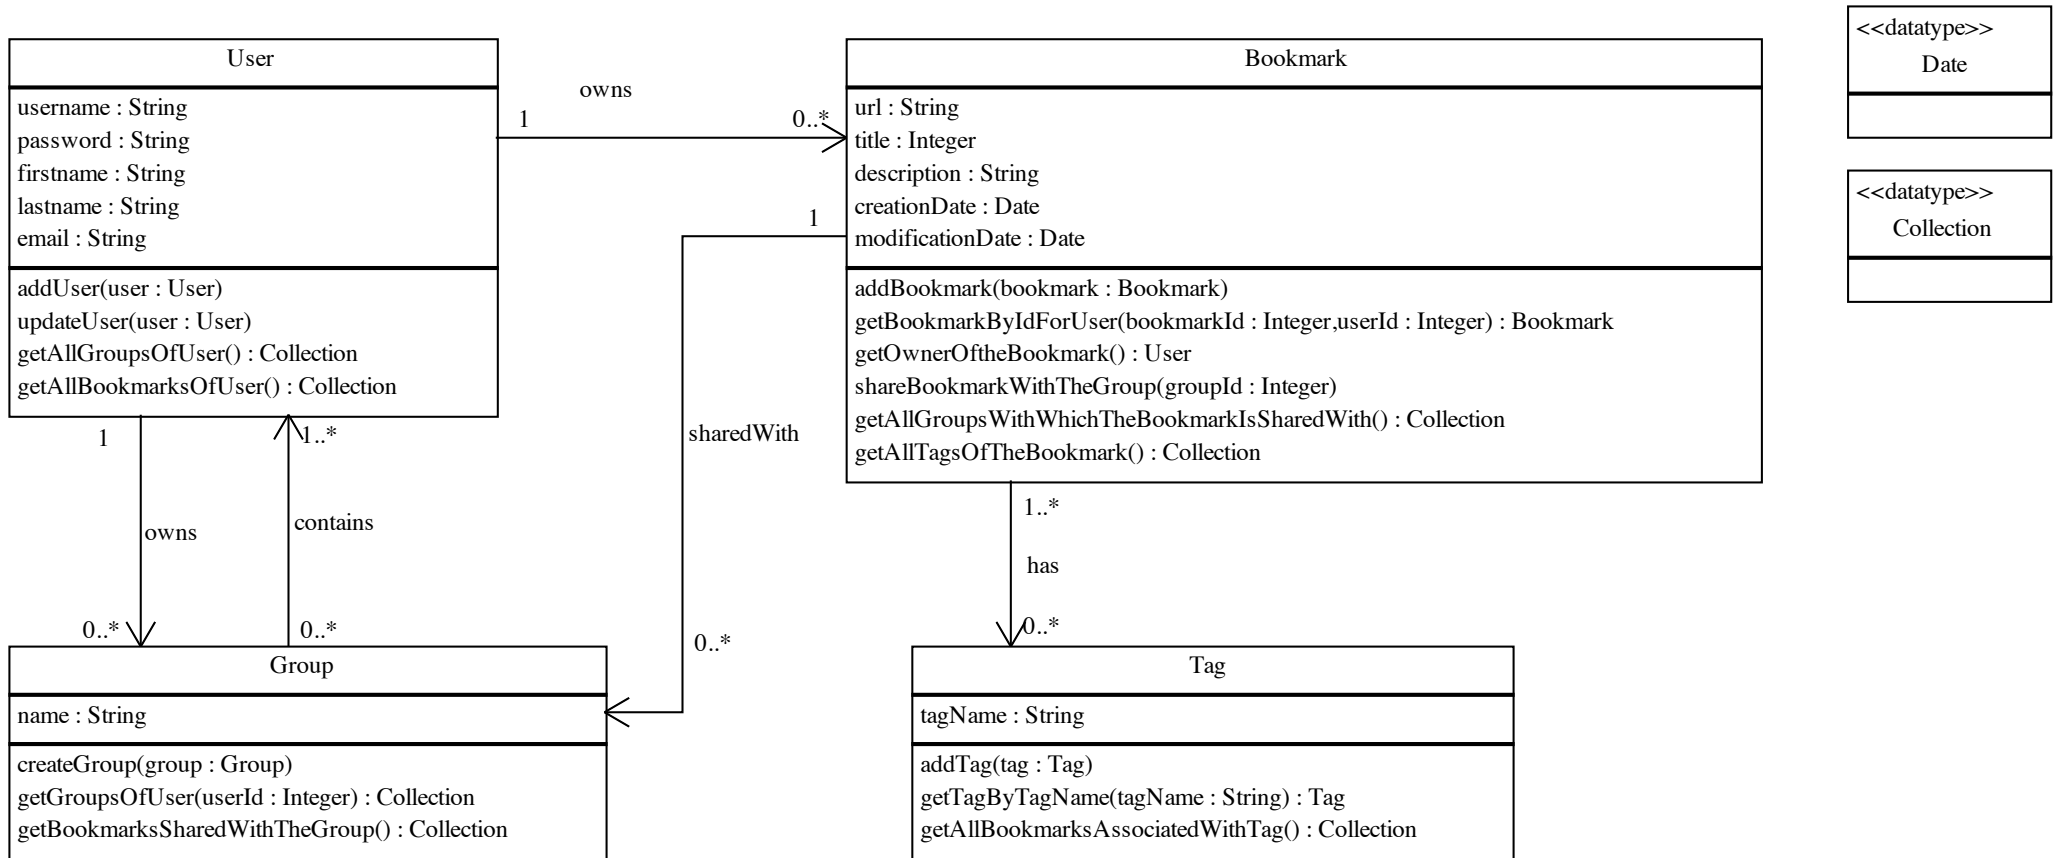 User
username : String
password : String
firstname : String
lastname : String
email : String
addUser(user : User)
updateUser(user : User)
getAllGroupsOfUser() : Collection
getAllBookmarksOfUser() : Collection
owns
1
0..*
Bookmark
url : String
title : Integer
description : String
creationDate : Date
modificationDate : Date
addBookmark(bookmark : Bookmark)
getBookmarkByIdForUser(bookmarkId : Integer,userId : Integer) : Bookmark
getOwnerOftheBookmark() : User
shareBookmarkWithTheGroup(groupId : Integer)
getAllGroupsWithWhichTheBookmarkIsSharedWith() : Collection
getAllTagsOfTheBookmark() : Collection
<<datatype>>
Date
<<datatype>>
Collection
1
sharedWith
0..*
1
owns
0..*
1..*
contains
0..*
1..*
has
0..*
Group
name : String
createGroup(group : Group)
getGroupsOfUser(userId : Integer) : Collection
getBookmarksSharedWithTheGroup() : Collection
Tag
tagName : String
addTag(tag : Tag)
getTagByTagName(tagName : String) : Tag
getAllBookmarksAssociatedWithTag() : Collection